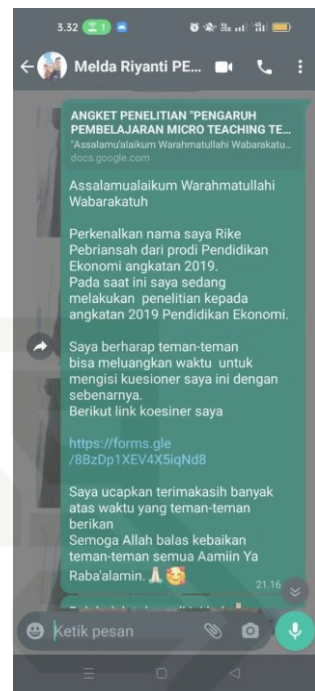 3.32
Melda Riyanti PE...
ANGKET PENELITIAN "PENGARUH
PEMBELAJARAN MICRO TEACHING TE...
"Assalamu'alaikum Warahmatullahi Wabarakatu...
docs.google.com
Assalamualaikum Warahmatullahi
Wabarakatuh
Perkenalkan nama saya Rike
Pebriansah dari prodi Pendidikan
Ekonomi angkatan 2019.
Pada saat ini saya sedang
melakukan penelitian kepada
angkatan 2019 Pendidikan Ekonomi.
Saya berharap teman-teman
bisa meluangkan waktu untuk
mengisi kuesioner saya ini dengan
sebenarnya.
Berikut link koesiner saya
https://forms.gle
/8BzDp1XEV4X5iqNd8
Saya ucapkan terimakasih banyak
atas waktu yang teman-teman
berikan
Semoga Allah balas kebaikan
teman-teman semua Aamiin Ya
Raba'alamin.
21.16
Ketik pesan